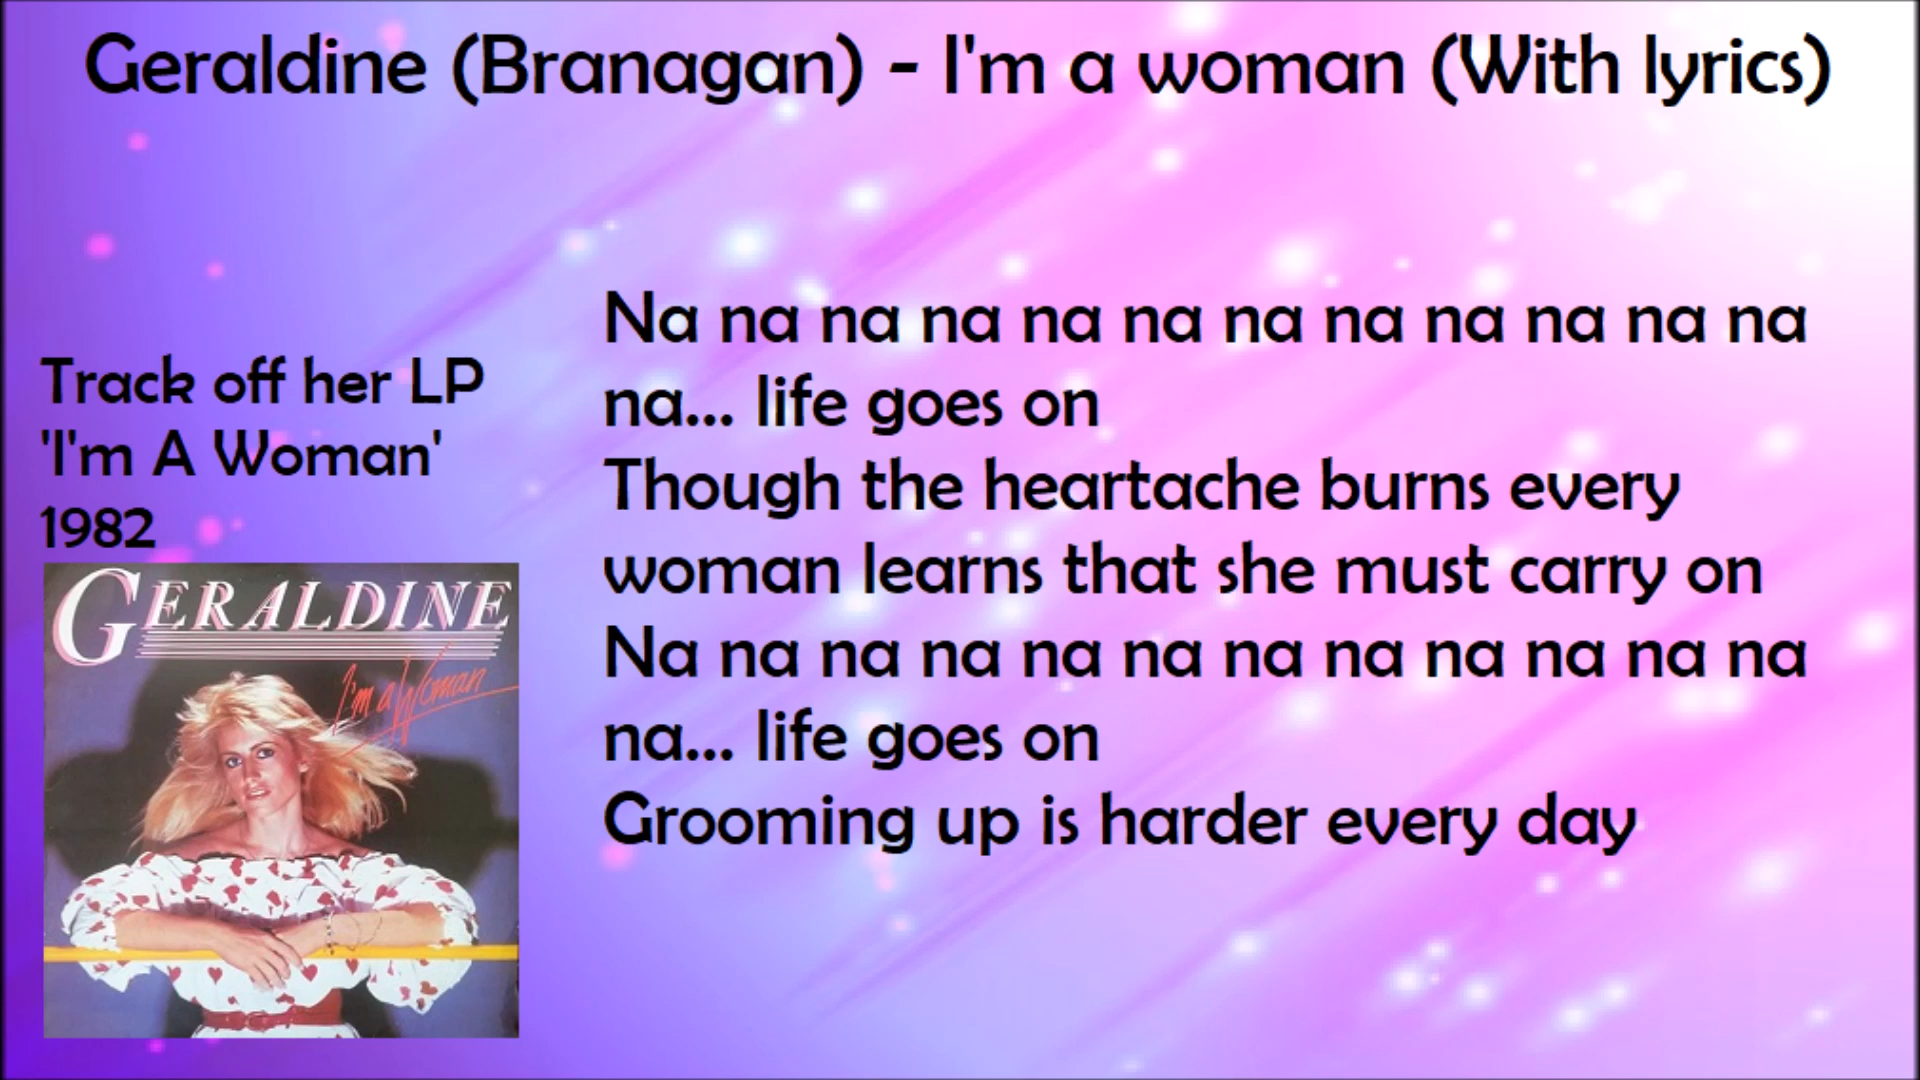 Geraldine (Branagan) - I'm a woman (With lyrics)
Track off her LP
'I'm A Woman'
1982
GERALDINE
I'm a Woman
Na na na na na na na na na na na na
na... life goes on
Though the heartache burns every
woman learns that she must carry on
Na na na na na na na na na na na na
na... life goes on
Grooming up is harder every day